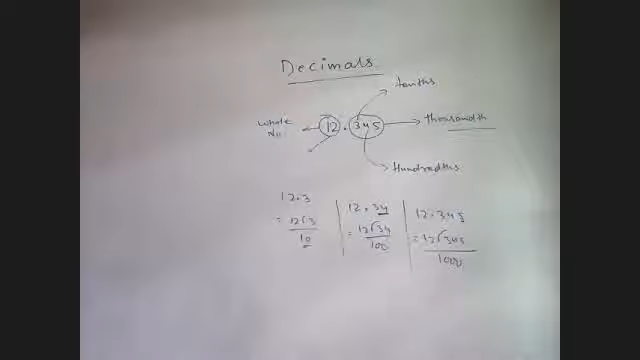 Decimals
tenths
whole No. 12.345 thousandth
Hundredths
12.3 12.34 12.345
= 123/10 = 1234/100 = 12345/1000